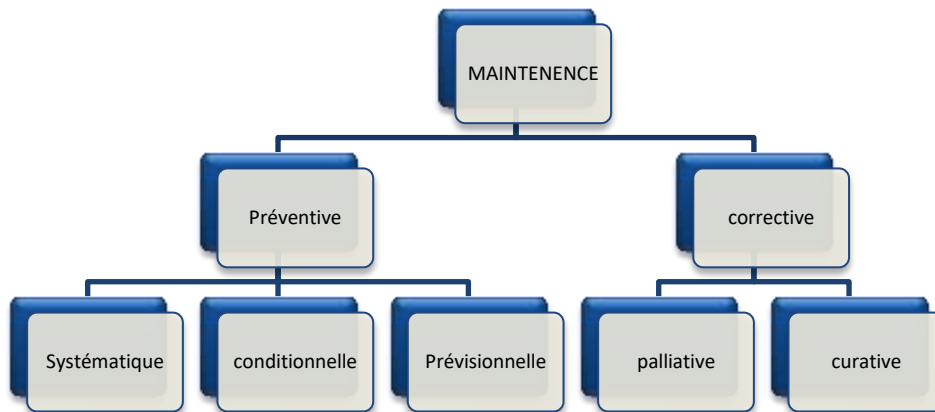 MAINTENENCE
Préventive
corrective
Systématique
conditionnelle
Prévisionnelle
palliative
curative